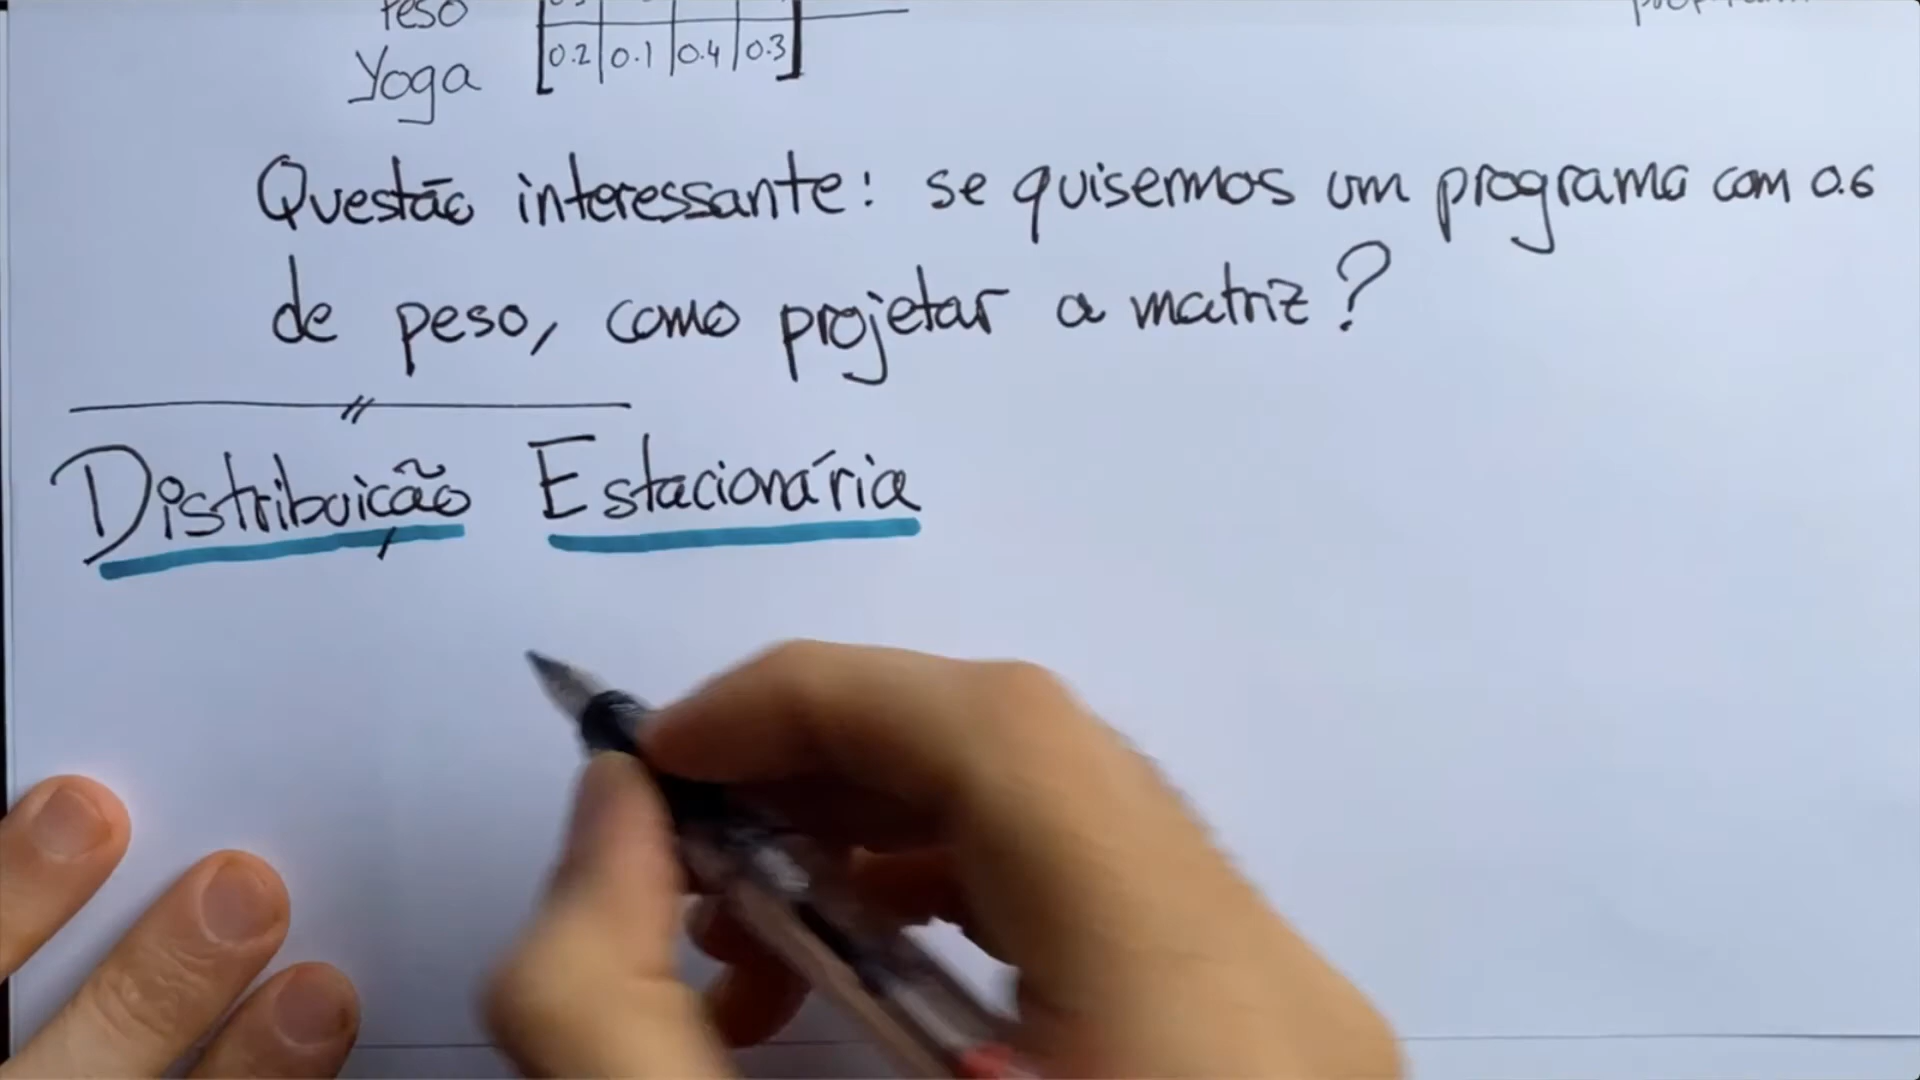 Peso
Yoga 0.2 0.1 0.4 0.3
Questão interessante: se quisermos um programa com 0.6
de peso, como projetar a matriz?
Distribuição Estacionária